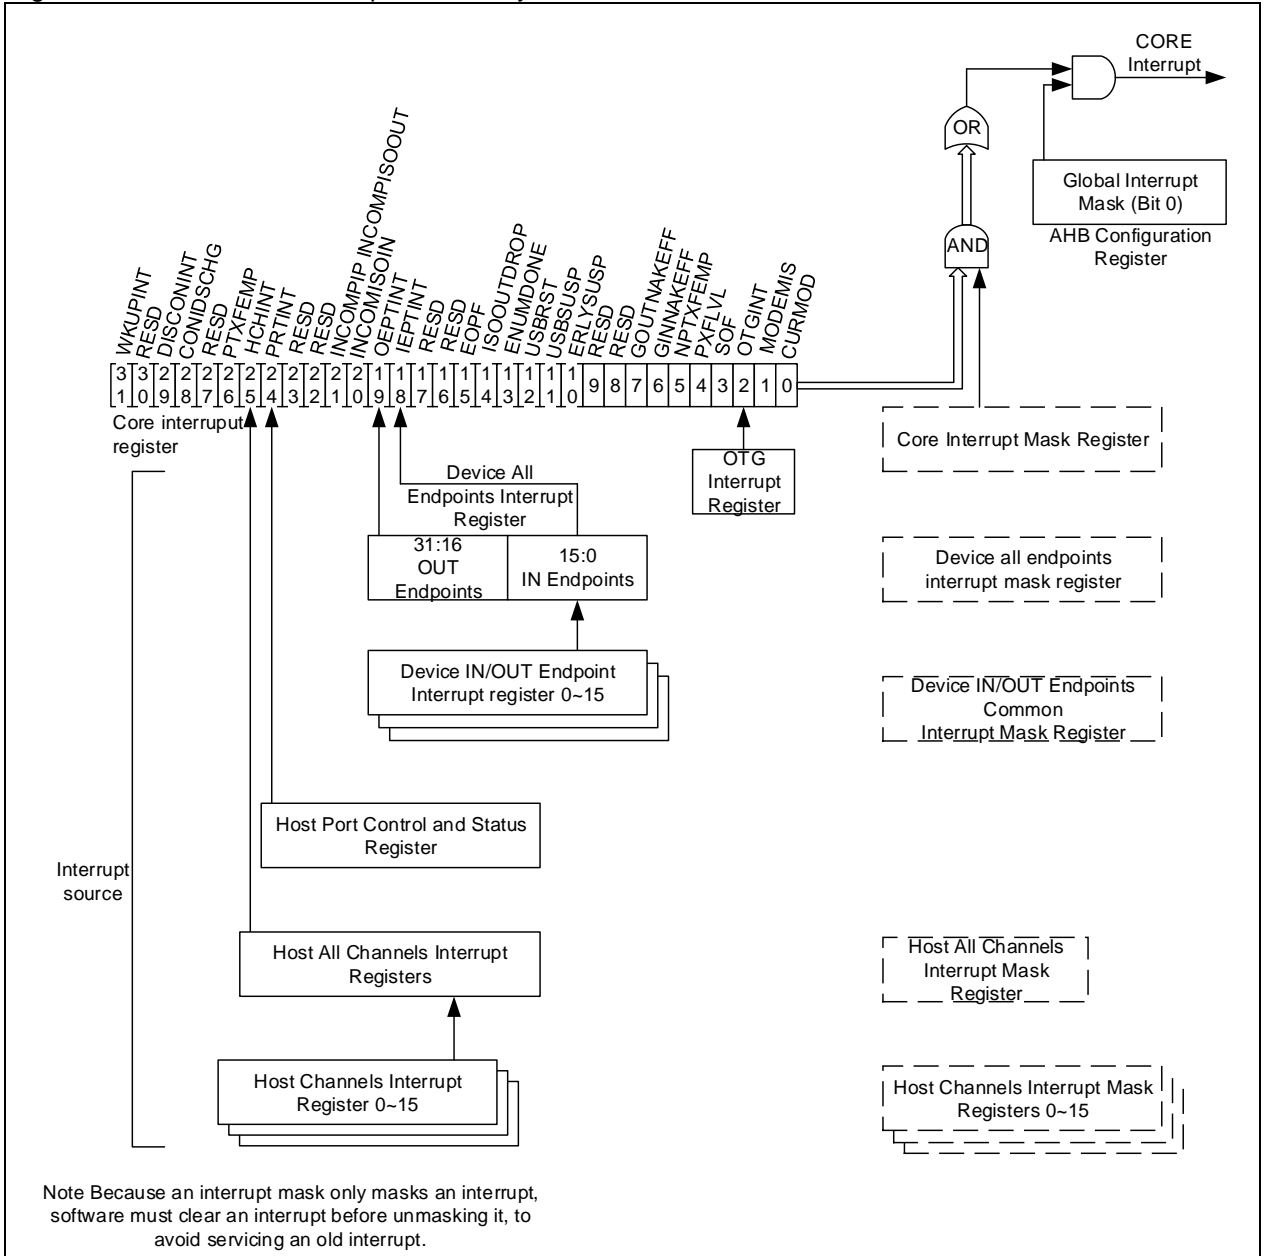 CORE
Interrupt
OR
Global Interrupt
Mask (Bit 0)
AHB Configuration
Register
AND
WKUPINT
RESD
DISCONINT
CONIDSCHG
RESD
PTXFEMP
HCHINT
PRTINT
RESD
RESD
INCOMPIP INCOMPISOOUT
INCOMISOIN
OEPTINT
IEPTINT
RESD
RESD
EOPF
ISOOUTDROP
ENUMDONE
USBRST
USBSUSP
ERLYSUSP
RESD
RESD
GOUTNAKEFF
GINNAKEFF
NPTXFEMP
PXFLVL
SOF
OTGINT
MODEMIS
CURMOD
31 30 29 28 27 26 25 24 23 22 21 20 19 18 17 16 15 14 13 12 11 10 9 8 7 6 5 4 3 2 1 0
Core interruput
register
Core Interrupt Mask Register
OTG
Interrupt
Register
Device All
Endpoints Interrupt
Register
31:16
OUT
Endpoints
15:0
IN Endpoints
Device all endpoints
interrupt mask register
Device IN/OUT Endpoint
Interrupt register 0~15
Device IN/OUT Endpoints
Common
Interrupt Mask Register
Host Port Control and Status
Register
Interrupt
source
Host All Channels Interrupt
Registers
Host All Channels
Interrupt Mask
Register
Host Channels Interrupt
Register 0~15
Host Channels Interrupt Mask
Registers 0~15
Note Because an interrupt mask only masks an interrupt,
software must clear an interrupt before unmasking it, to
avoid servicing an old interrupt.